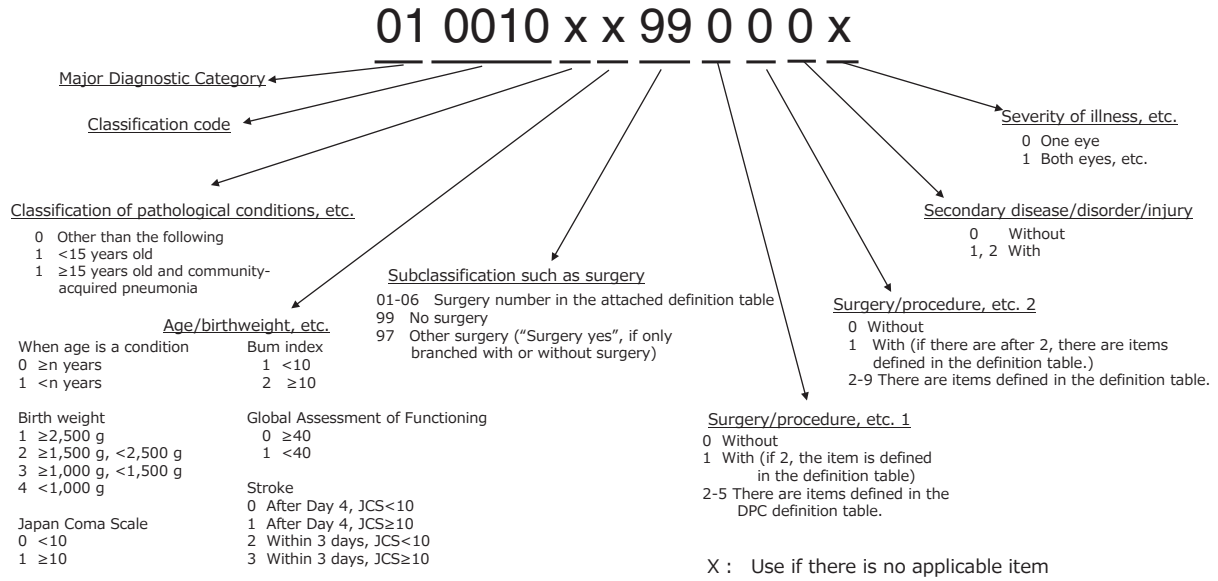 01 0010 x x 99 0 0 0 x
Major Diagnostic Category
Classification code
Classification of pathological conditions, etc.
0 Other than the following
1 <15 years old
1 ≥15 years old and community-
acquired pneumonia
Age/birthweight, etc.
When age is a condition
0 ≥n years
1 <n years
Birth weight
1 ≥2,500 g
2 ≥1,500 g, <2,500 g
3 ≥1,000 g, <1,500 g
4 <1,000 g
Japan Coma Scale
0 <10
1 ≥10
Bum index
1 <10
2 ≥10
Global Assessment of Functioning
0 ≥40
1 <40
Stroke
0 After Day 4, JCS<10
1 After Day 4, JCS≥10
2 Within 3 days, JCS<10
3 Within 3 days, JCS≥10
Subclassification such as surgery
01-06 Surgery number in the attached definition table
99 No surgery
97 Other surgery (“Surgery yes”, if only
branched with or without surgery)
Surgery/procedure, etc. 1
0 Without
1 With (if 2, the item is defined
in the definition table)
2-5 There are items defined in the
DPC definition table.
Surgery/procedure, etc. 2
0 Without
1 With (if there are after 2, there are items
defined in the definition table.)
2-9 There are items defined in the definition table.
Secondary disease/disorder/injury
0 Without
1, 2 With
Severity of illness, etc.
0 One eye
1 Both eyes, etc.
X : Use if there is no applicable item